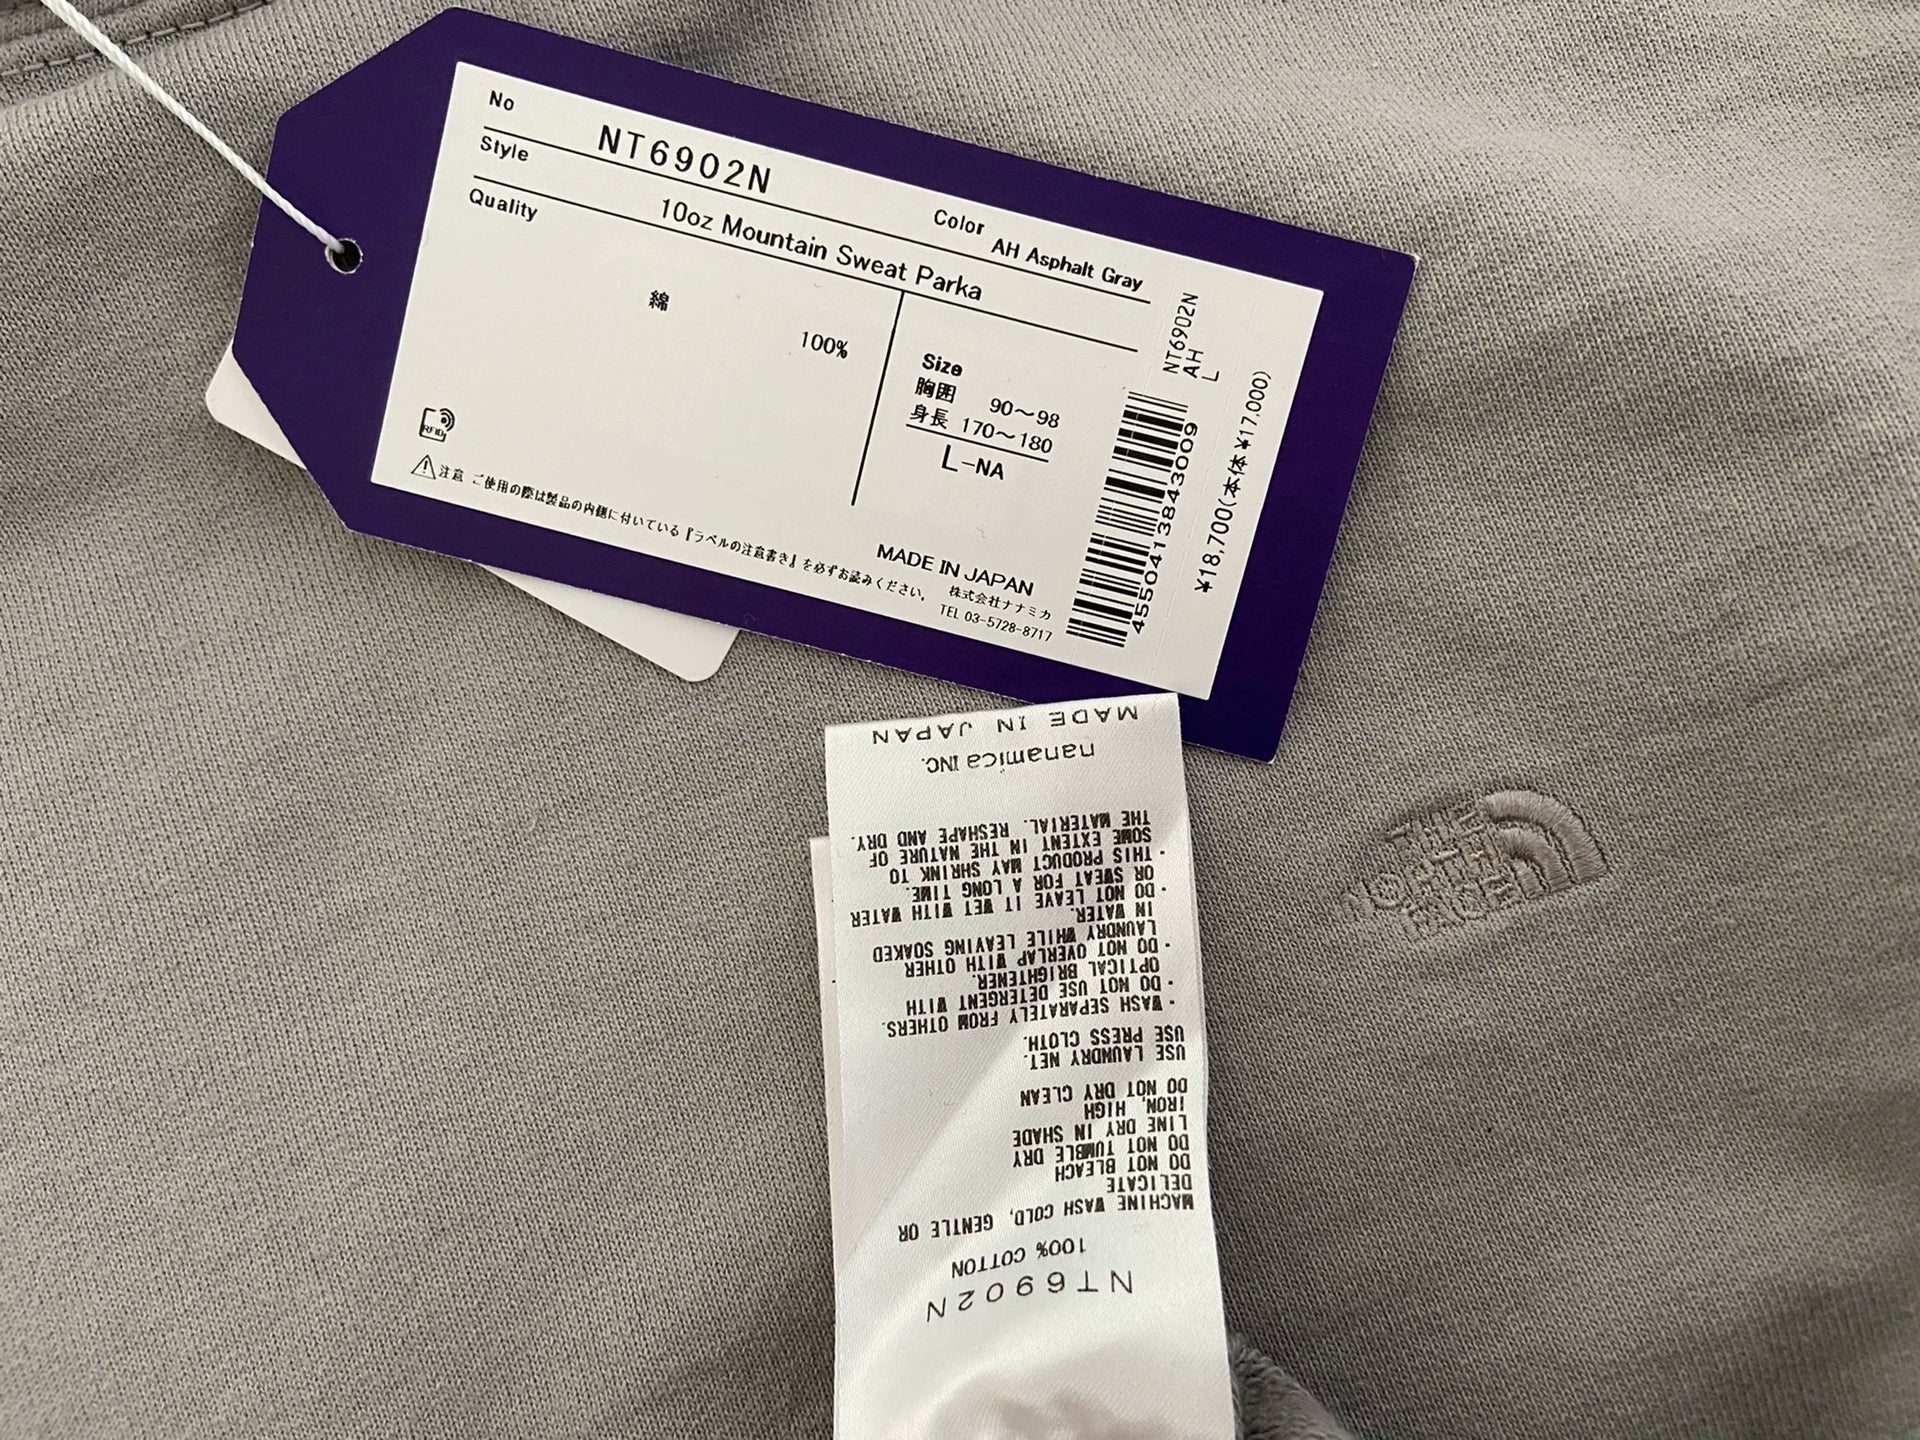 No NT6902N
Color AH Asphalt Gray
Style 10oz Mountain Sweat Parka
Quality
綿 100%
Size
胸囲 90～98
身長 170～180
L-NA
RFID
注意 ご使用の際は製品の内側に付いている『ラベルの注意書き』を必ずお読みください。
MADE IN JAPAN
株式会社ナナミカ
TEL 03-5728-8717
NT6902N
AH
L
4550413843009
¥18,700(本体¥17,000)
THE
NORTH
FACE
NT6902N
100% COTTON
MACHINE WASH COLD, GENTLE OR
DELICATE
DO NOT BLEACH
DO NOT TUMBLE DRY
LINE DRY IN SHADE
IRON, HIGH
DO NOT DRY CLEAN
USE LAUNDRY NET.
USE PRESS CLOTH.
・WASH SEPARATELY FROM OTHERS.
・DO NOT USE DETERGENT WITH
OPTICAL BRIGHTENER.
・DO NOT OVERLAP WITH OTHER
LAUNDRY WHILE LEAVING SOAKED
IN WATER.
・DO NOT LEAVE IT WET WITH WATER
OR SWEAT FOR A LONG TIME.
・THIS PRODUCT MAY SHRINK TO
SOME EXTENT IN THE NATURE OF
THE MATERIAL. RESHAPE AND DRY.
nanamica INC.
MADE IN JAPAN